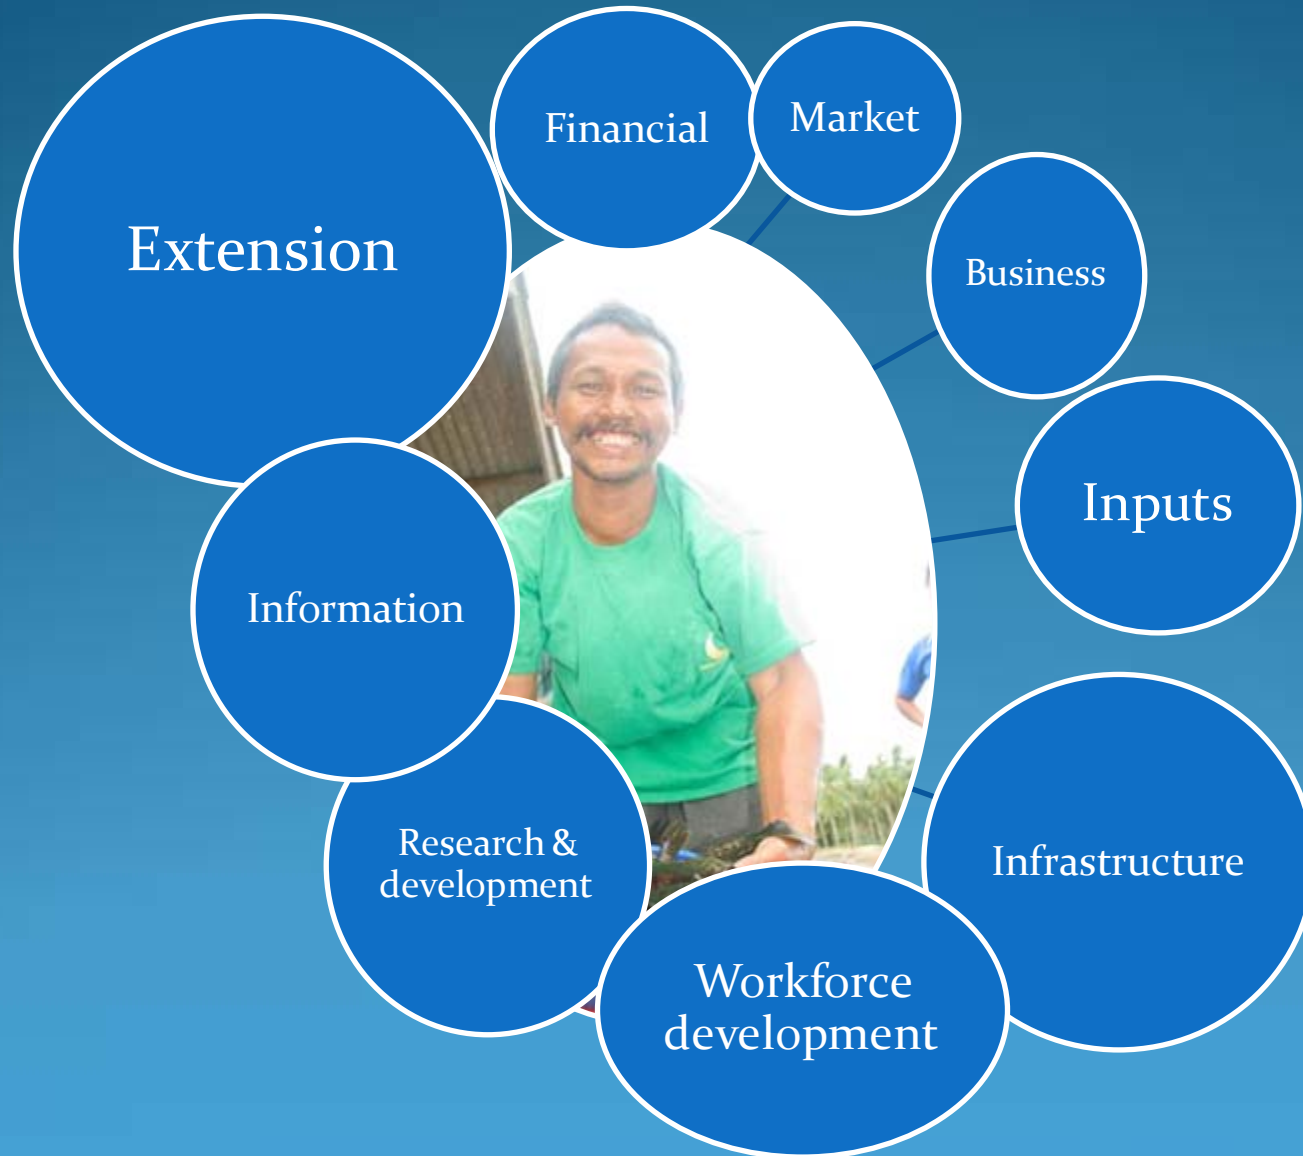 Extension
Financial
Market
Business
Inputs
Information
Research &
development
Infrastructure
Workforce
development